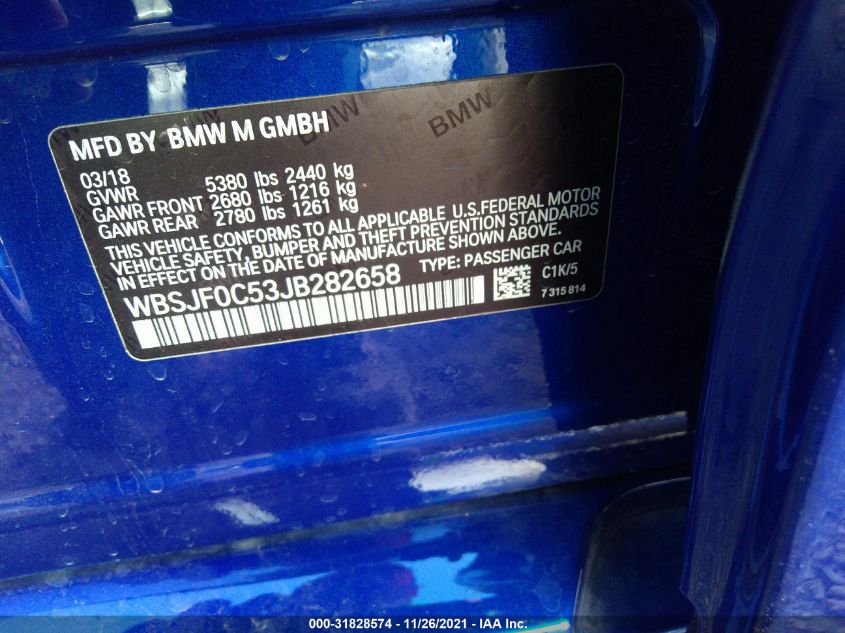 BMW BMW
MFD BY BMW M GMBH
03/18
GVWR 5380 lbs 2440 kg
GAWR FRONT 2680 lbs 1216 kg
GAWR REAR 2780 lbs 1261 kg
THIS VEHICLE CONFORMS TO ALL APPLICABLE U.S.FEDERAL MOTOR
VEHICLE SAFETY, BUMPER AND THEFT PREVENTION STANDARDS
IN EFFECT ON THE DATE OF MANUFACTURE SHOWN ABOVE.
WBSJF0C53JB282658 TYPE: PASSENGER CAR
C1K/5
7 315 814
000-31828574 - 11/26/2021 - IAA Inc.